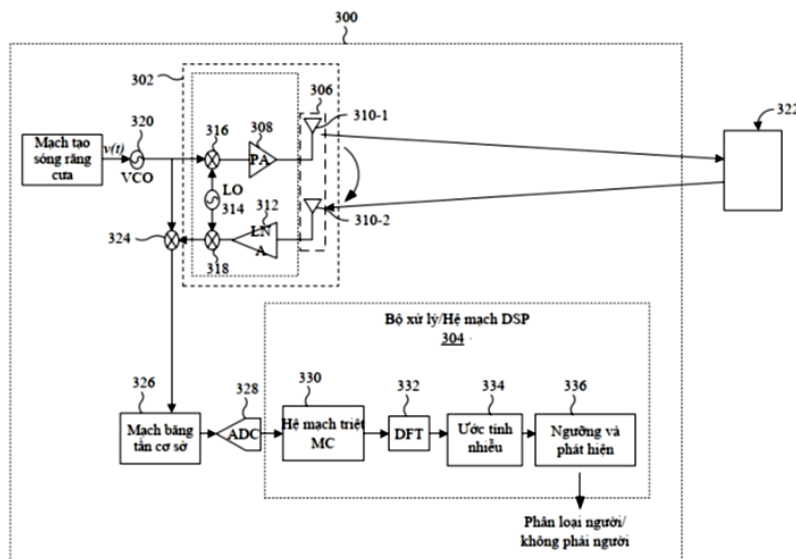 300
302
306
310-1
322
320
316
308
Mạch tạo
sóng răng
cưa
v(t)
VCO
PA
LO
314
312
LN
A
310-2
324
318
Bộ xử lý/Hệ mạch DSP
304
326
328
330
332
334
336
Mạch băng
tần cơ sở
ADC
Hệ mạch triệt
MC
DFT
Ước tính
nhiễu
Ngưỡng và
phát hiện
Phân loại người/
không phải người